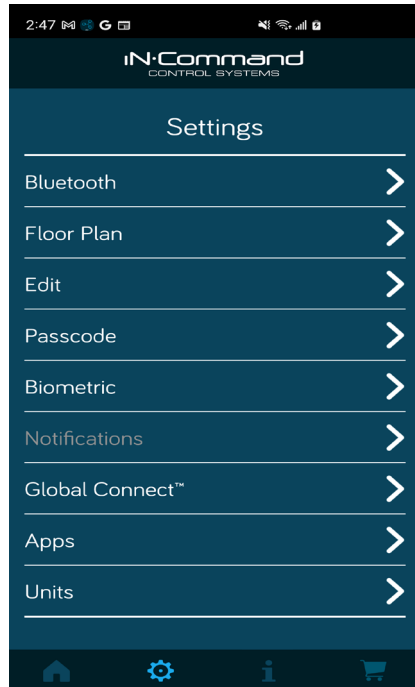 2:47 G
iN·Command
CONTROL SYSTEMS
Settings
Bluetooth
Floor Plan
Edit
Passcode
Biometric
Notifications
Global Connect™
Apps
Units
i